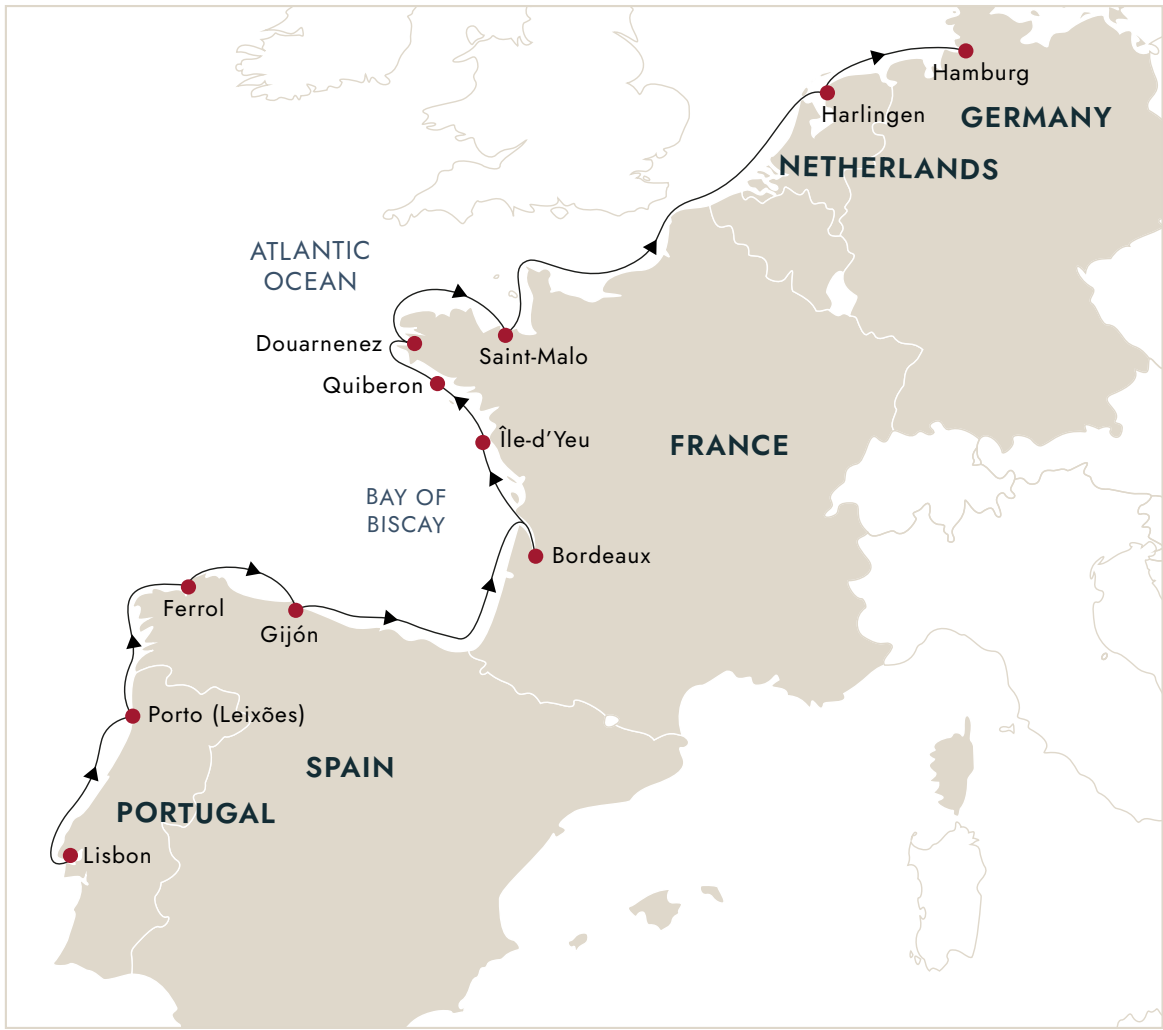 Hamburg
Harlingen
GERMANY
NETHERLANDS
ATLANTIC
OCEAN
Douarnenez
Saint-Malo
Quiberon
Île-d’Yeu
FRANCE
BAY OF
BISCAY
Bordeaux
Ferrol
Gijón
Porto (Leixões)
SPAIN
PORTUGAL
Lisbon